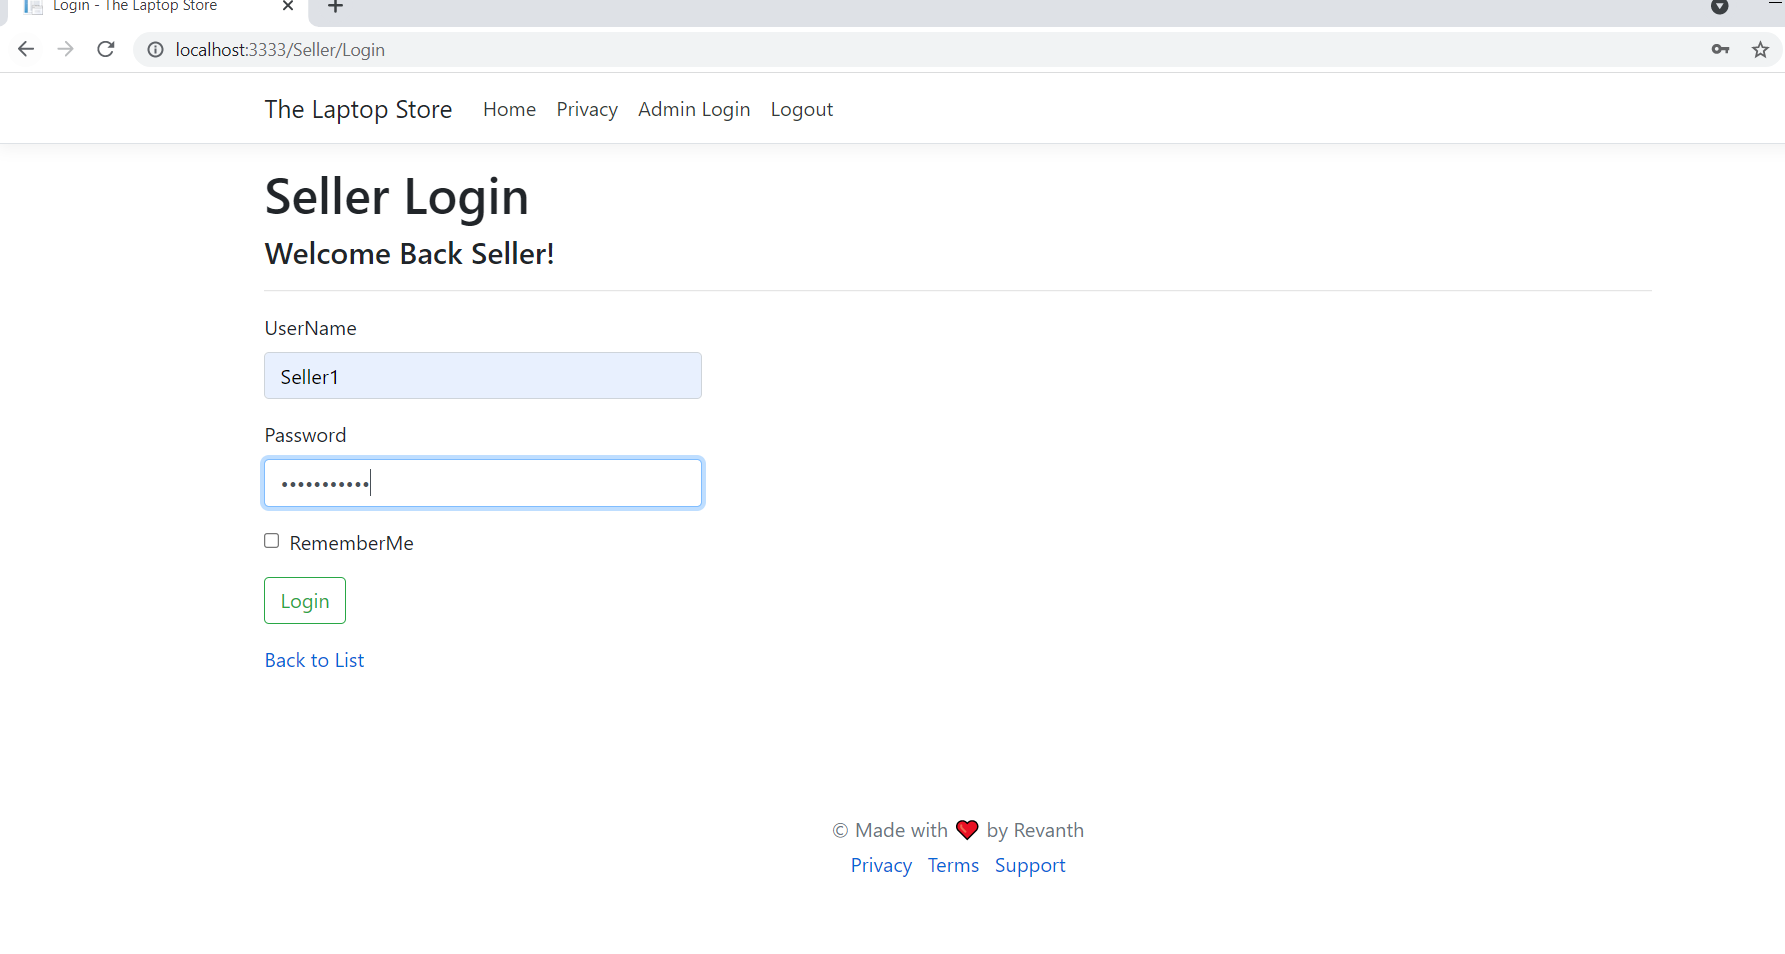 Login - The Laptop Store
localhost:3333/Seller/Login
The Laptop Store Home Privacy Admin Login Logout
Seller Login
Welcome Back Seller!
UserName
Seller1
Password
•••••••••••
RememberMe
Login
Back to List
© Made with ❤ by Revanth
Privacy Terms Support